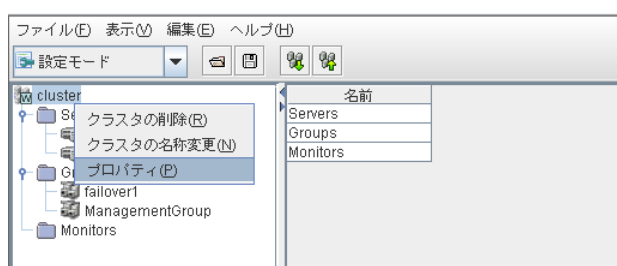 ファイル(F) 表示(V) 編集(E) ヘルプ(H)
設定モード
cluster
名前
Se
クラスタの削除(R)
Servers
クラスタの名称変更(N)
Groups
G
プロパティ(P)
Monitors
failover1
ManagementGroup
Monitors